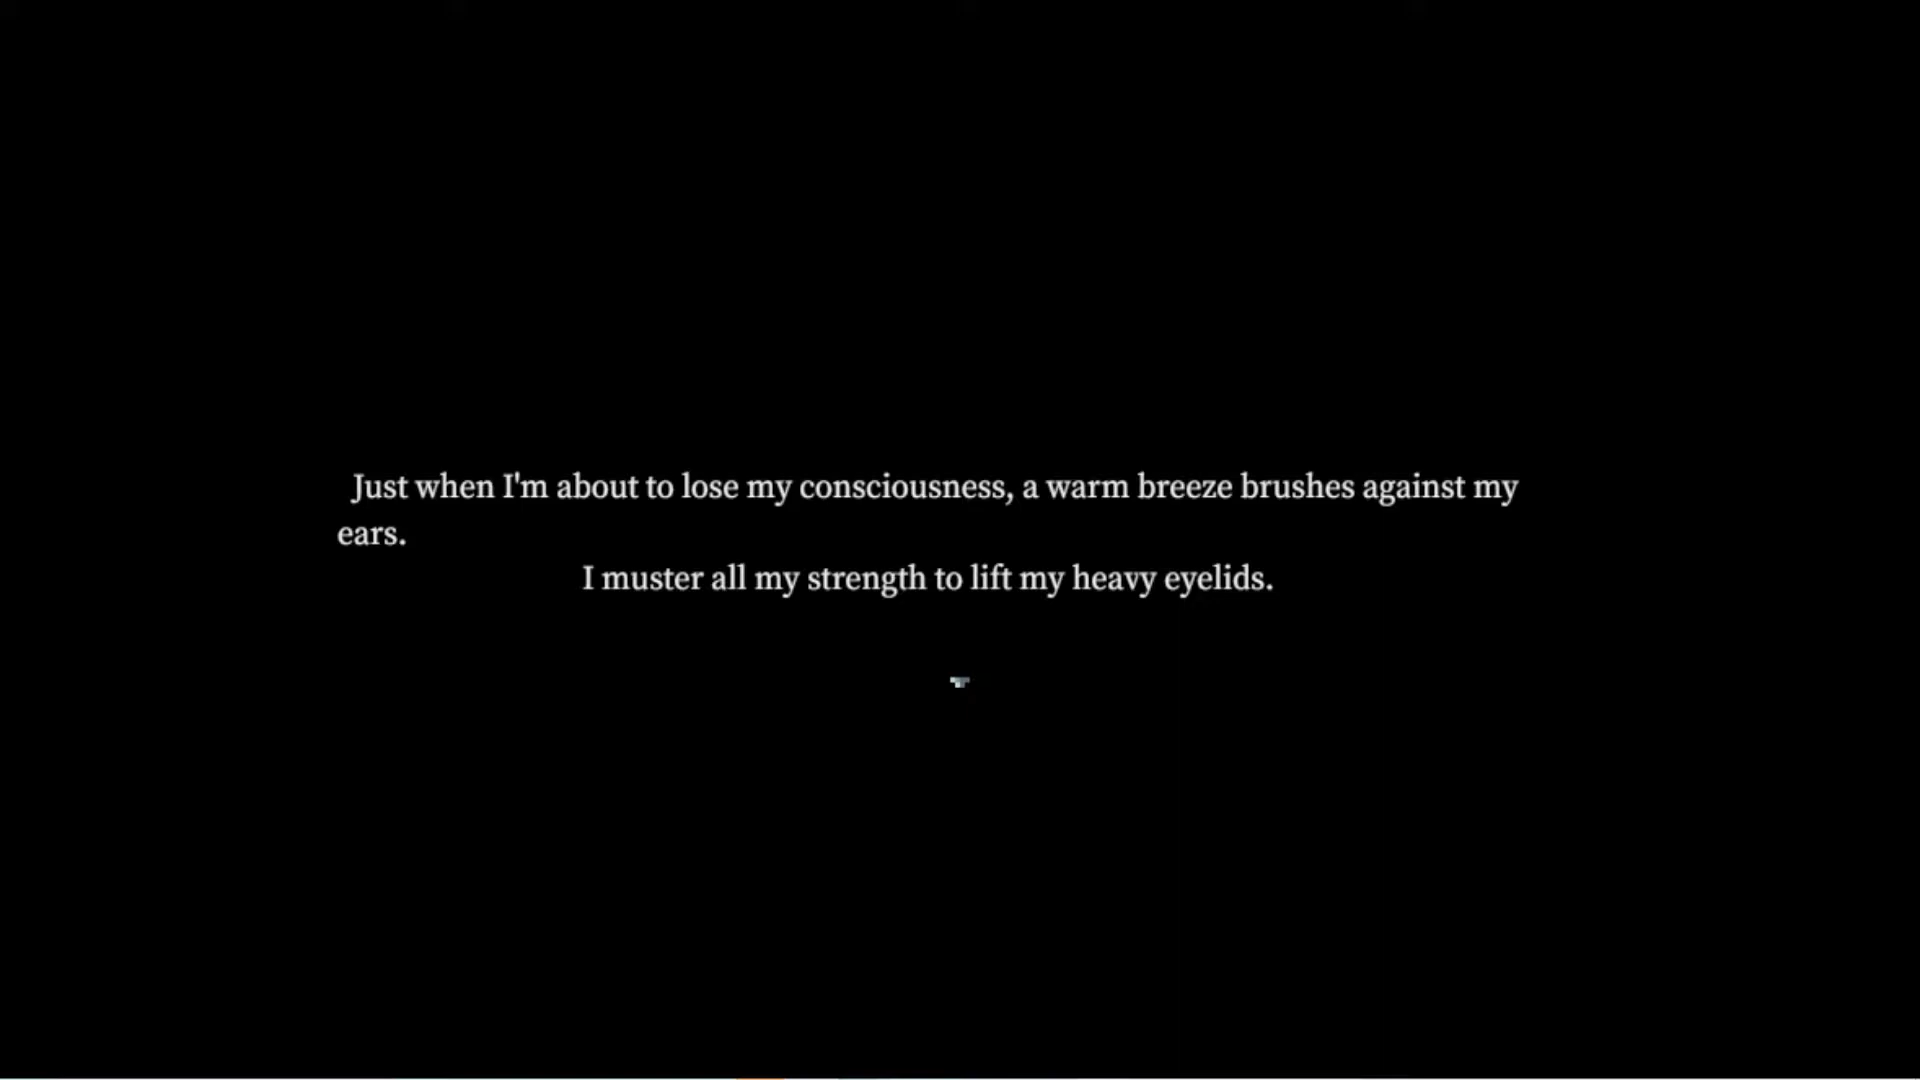 Just when I'm about to lose my consciousness, a warm breeze brushes against my
ears.
I muster all my strength to lift my heavy eyelids.